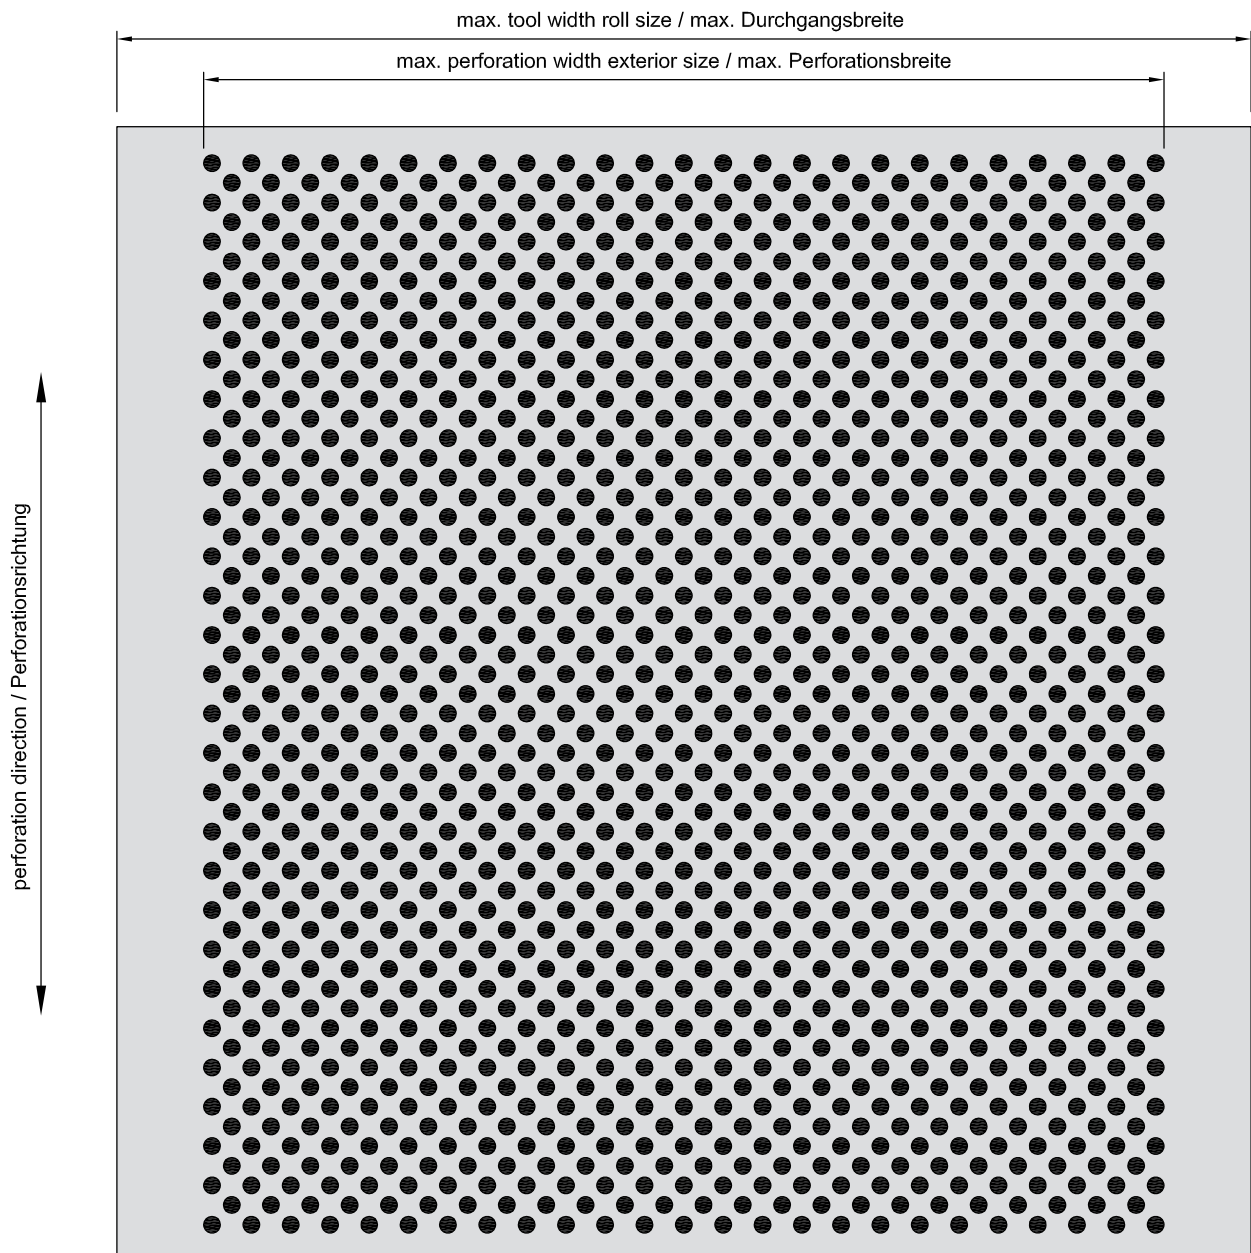 max. tool width roll size / max. Durchgangsbreite
max. perforation width exterior size / max. Perforationsbreite
perforation direction / Perforationsrichtung